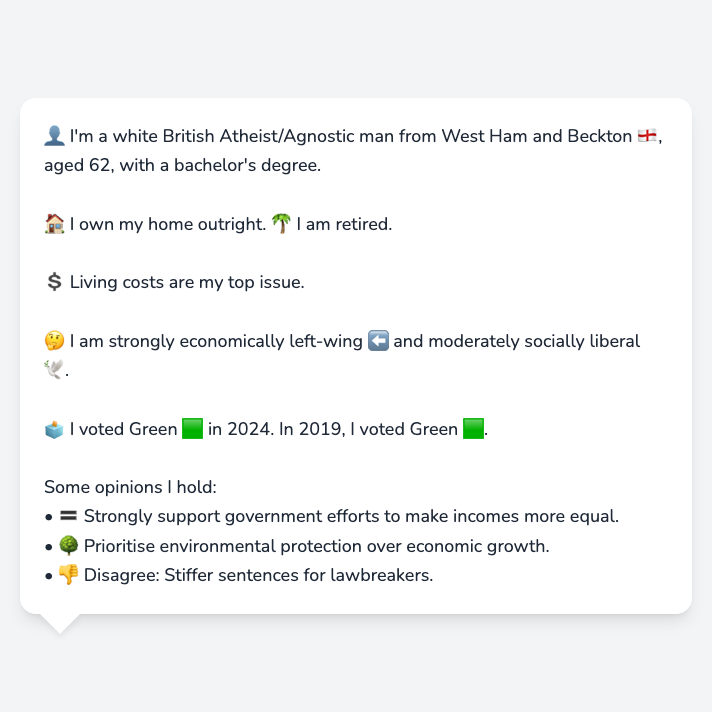 👤 I'm a white British Atheist/Agnostic man from West Ham and Beckton 🏴󠁧󠁢󠁥󠁮󠁧󠁿,
aged 62, with a bachelor's degree.
🏠 I own my home outright. 🌴 I am retired.
💲 Living costs are my top issue.
🤔 I am strongly economically left-wing ⬅️ and moderately socially liberal
🕊️.
🗳️ I voted Green 🟩 in 2024. In 2019, I voted Green 🟩.
Some opinions I hold:
• 🟰 Strongly support government efforts to make incomes more equal.
• 🌳 Prioritise environmental protection over economic growth.
• 👎 Disagree: Stiffer sentences for lawbreakers.